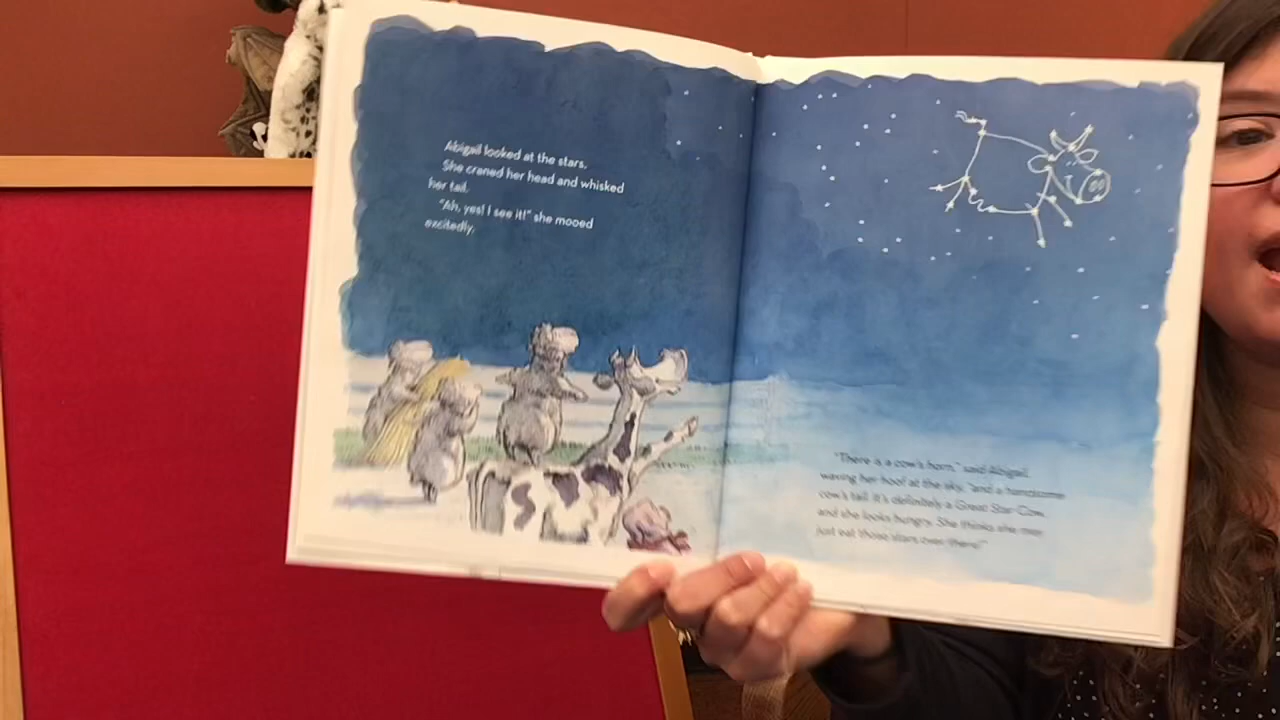 Abigail looked at the stars.
She craned her head and whisked
her tail.
"Ah, yes! I see it!" she mooed
excitedly.
"There is a cow's horn," said Abigail,
waving her hoof at the sky, "and a handsome
cow's tail. It's definitely a Great Star Cow,
and she looks hungry. She thinks she may
just eat those stars over there!"